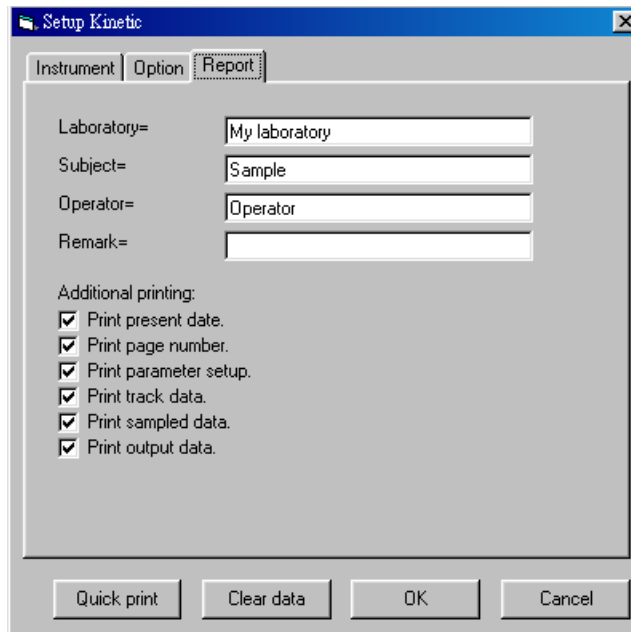 Setup Kinetic
Instrument Option Report
Laboratory= My laboratory
Subject= Sample
Operator= Operator
Remark=
Additional printing:
Print present date.
Print page number.
Print parameter setup.
Print track data.
Print sampled data.
Print output data.
Quick print Clear data OK Cancel